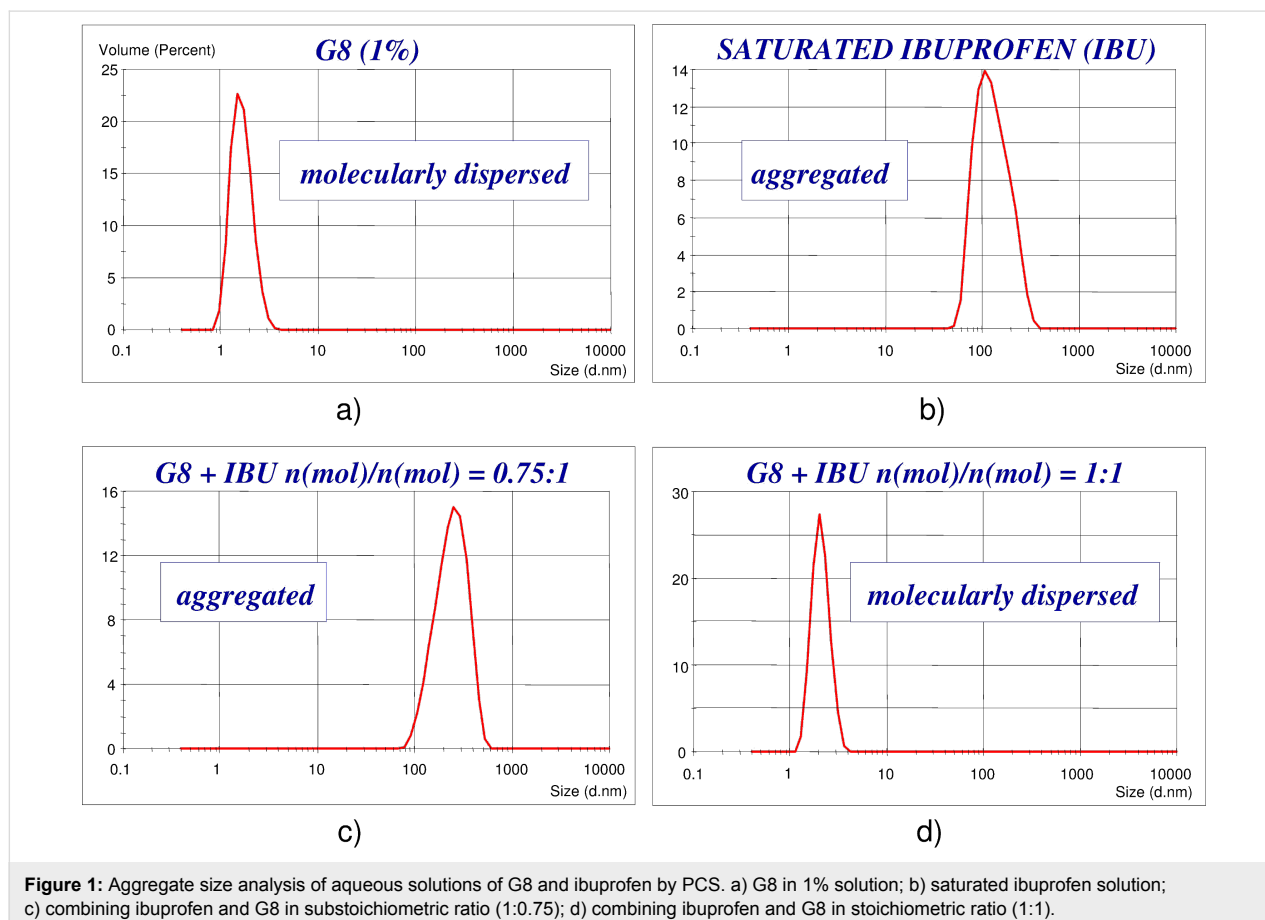 Volume (Percent)
G8 (1%)
25
20
15
10
5
0
molecularly dispersed
0.1 1 10 100 1000 10000
Size (d.nm)
a)
SATURATED IBUPROFEN (IBU)
14
12
10
8
6
4
2
0
aggregated
0.1 1 10 100 1000 10000
Size (d.nm)
b)
G8 + IBU n(mol)/n(mol) = 0.75:1
16
12
8
4
0
aggregated
0.1 1 10 100 1000 10000
Size (d.nm)
c)
G8 + IBU n(mol)/n(mol) = 1:1
30
20
10
0
molecularly dispersed
0.1 1 10 100 1000 10000
Size (d.nm)
d)
Figure 1: Aggregate size analysis of aqueous solutions of G8 and ibuprofen by PCS. a) G8 in 1% solution; b) saturated ibuprofen solution;
c) combining ibuprofen and G8 in substoichiometric ratio (1:0.75); d) combining ibuprofen and G8 in stoichiometric ratio (1:1).